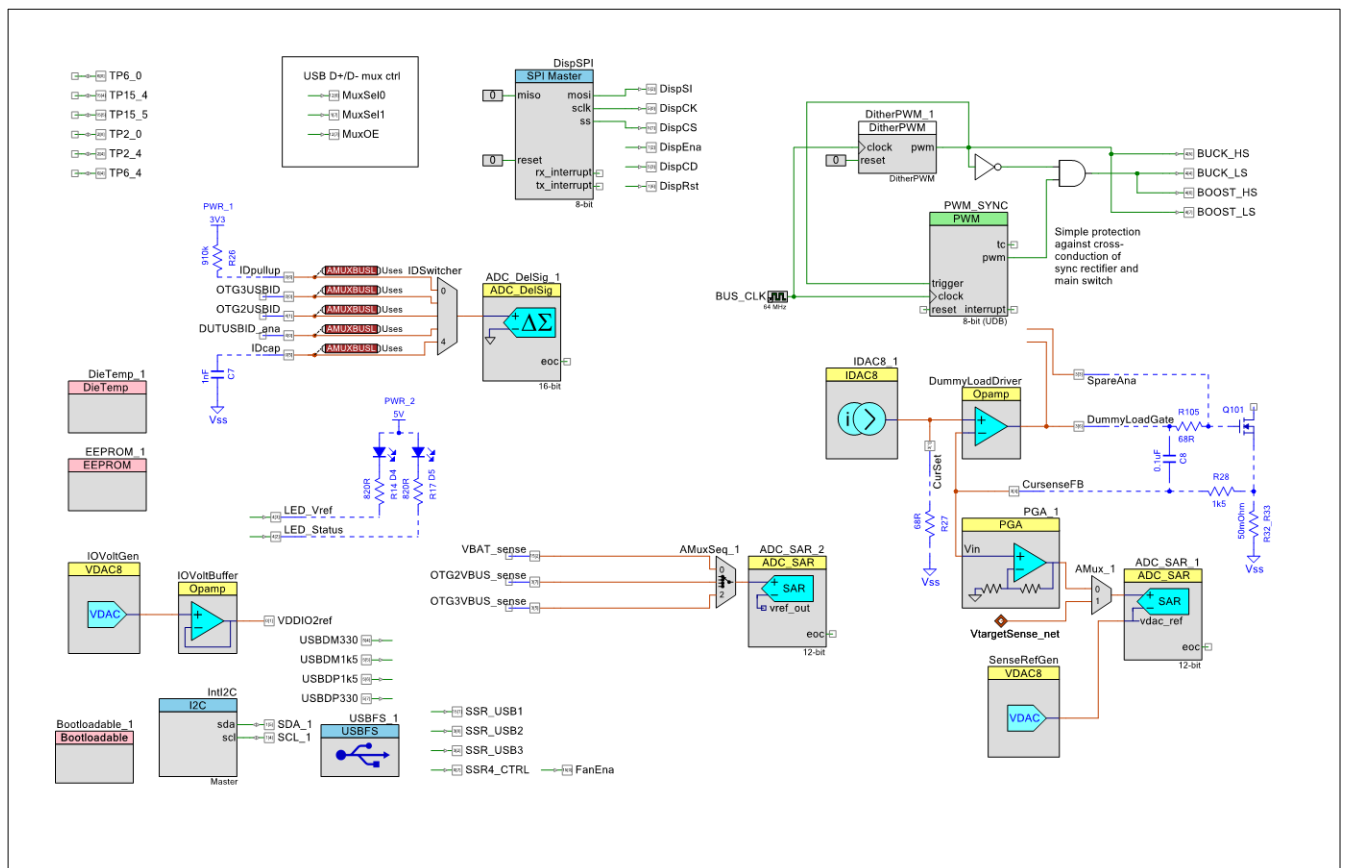 TP6_0
TP15_4
TP15_5
TP2_0
TP2_4
TP6_4
USB D+/D- mux ctrl
MuxSel0
MuxSel1
MuxOE
DispSPI
SPI Master
0
miso
mosi
sclk
ss
0
reset
rx_interrupt
tx_interrupt
8-bit
DispSI
DispCK
DispCS
DispEna
DispCD
DispRst
DitherPWM_1
DitherPWM
clock
pwm
0
reset
DitherPWM
BUCK_HS
BUCK_LS
BOOST_HS
BOOST_LS
PWM_SYNC
PWM
tc
pwm
trigger
clock
reset
interrupt
8-bit (UDB)
BUS_CLK
64 MHz
Simple protection
against cross-
conduction of
sync rectifier and
main switch
PWR_1
3V3
910k
R26
IDpullup
AMUXBUSL
Uses
OTG3USBID
AMUXBUSL
Uses
OTG2USBID
AMUXBUSL
Uses
DUTUSBID_ana
AMUXBUSL
Uses
IDcap
AMUXBUSL
Uses
1nF
C7
Vss
IDSwitcher
0
4
ADC_DelSig_1
ADC_DelSig
ΔΣ
eoc
16-bit
DieTemp_1
DieTemp
EEPROM_1
EEPROM
PWR_2
5V
D4
D5
820R
R14
820R
R17
LED_Vref
LED_Status
IDAC8_1
IDAC8
i
DummyLoadDriver
Opamp
SpareAna
DummyLoadGate
R105
68R
Q101
0.1uF
C8
CurSet
68R
R27
Vss
CursenseFB
R28
1k5
50mOhm
R32_R33
Vss
PGA_1
PGA
Vin
AMux_1
0
1
VtargetSense_net
ADC_SAR_1
ADC_SAR
SAR
vdac_ref
eoc
12-bit
SenseRefGen
VDAC8
VDAC
IOVoltGen
VDAC8
VDAC
IOVoltBuffer
Opamp
VDDIO2ref
VBAT_sense
OTG2VBUS_sense
OTG3VBUS_sense
AMuxSeq_1
0
2
ADC_SAR_2
ADC_SAR
SAR
vref_out
eoc
12-bit
USBDM330
USBDM1k5
USBDP1k5
USBDP330
Bootloadable_1
Bootloadable
IntI2C
I2C
sda
scl
Master
SDA_1
SCL_1
USBFS_1
USBFS
SSR_USB1
SSR_USB2
SSR_USB3
SSR4_CTRL
FanEna